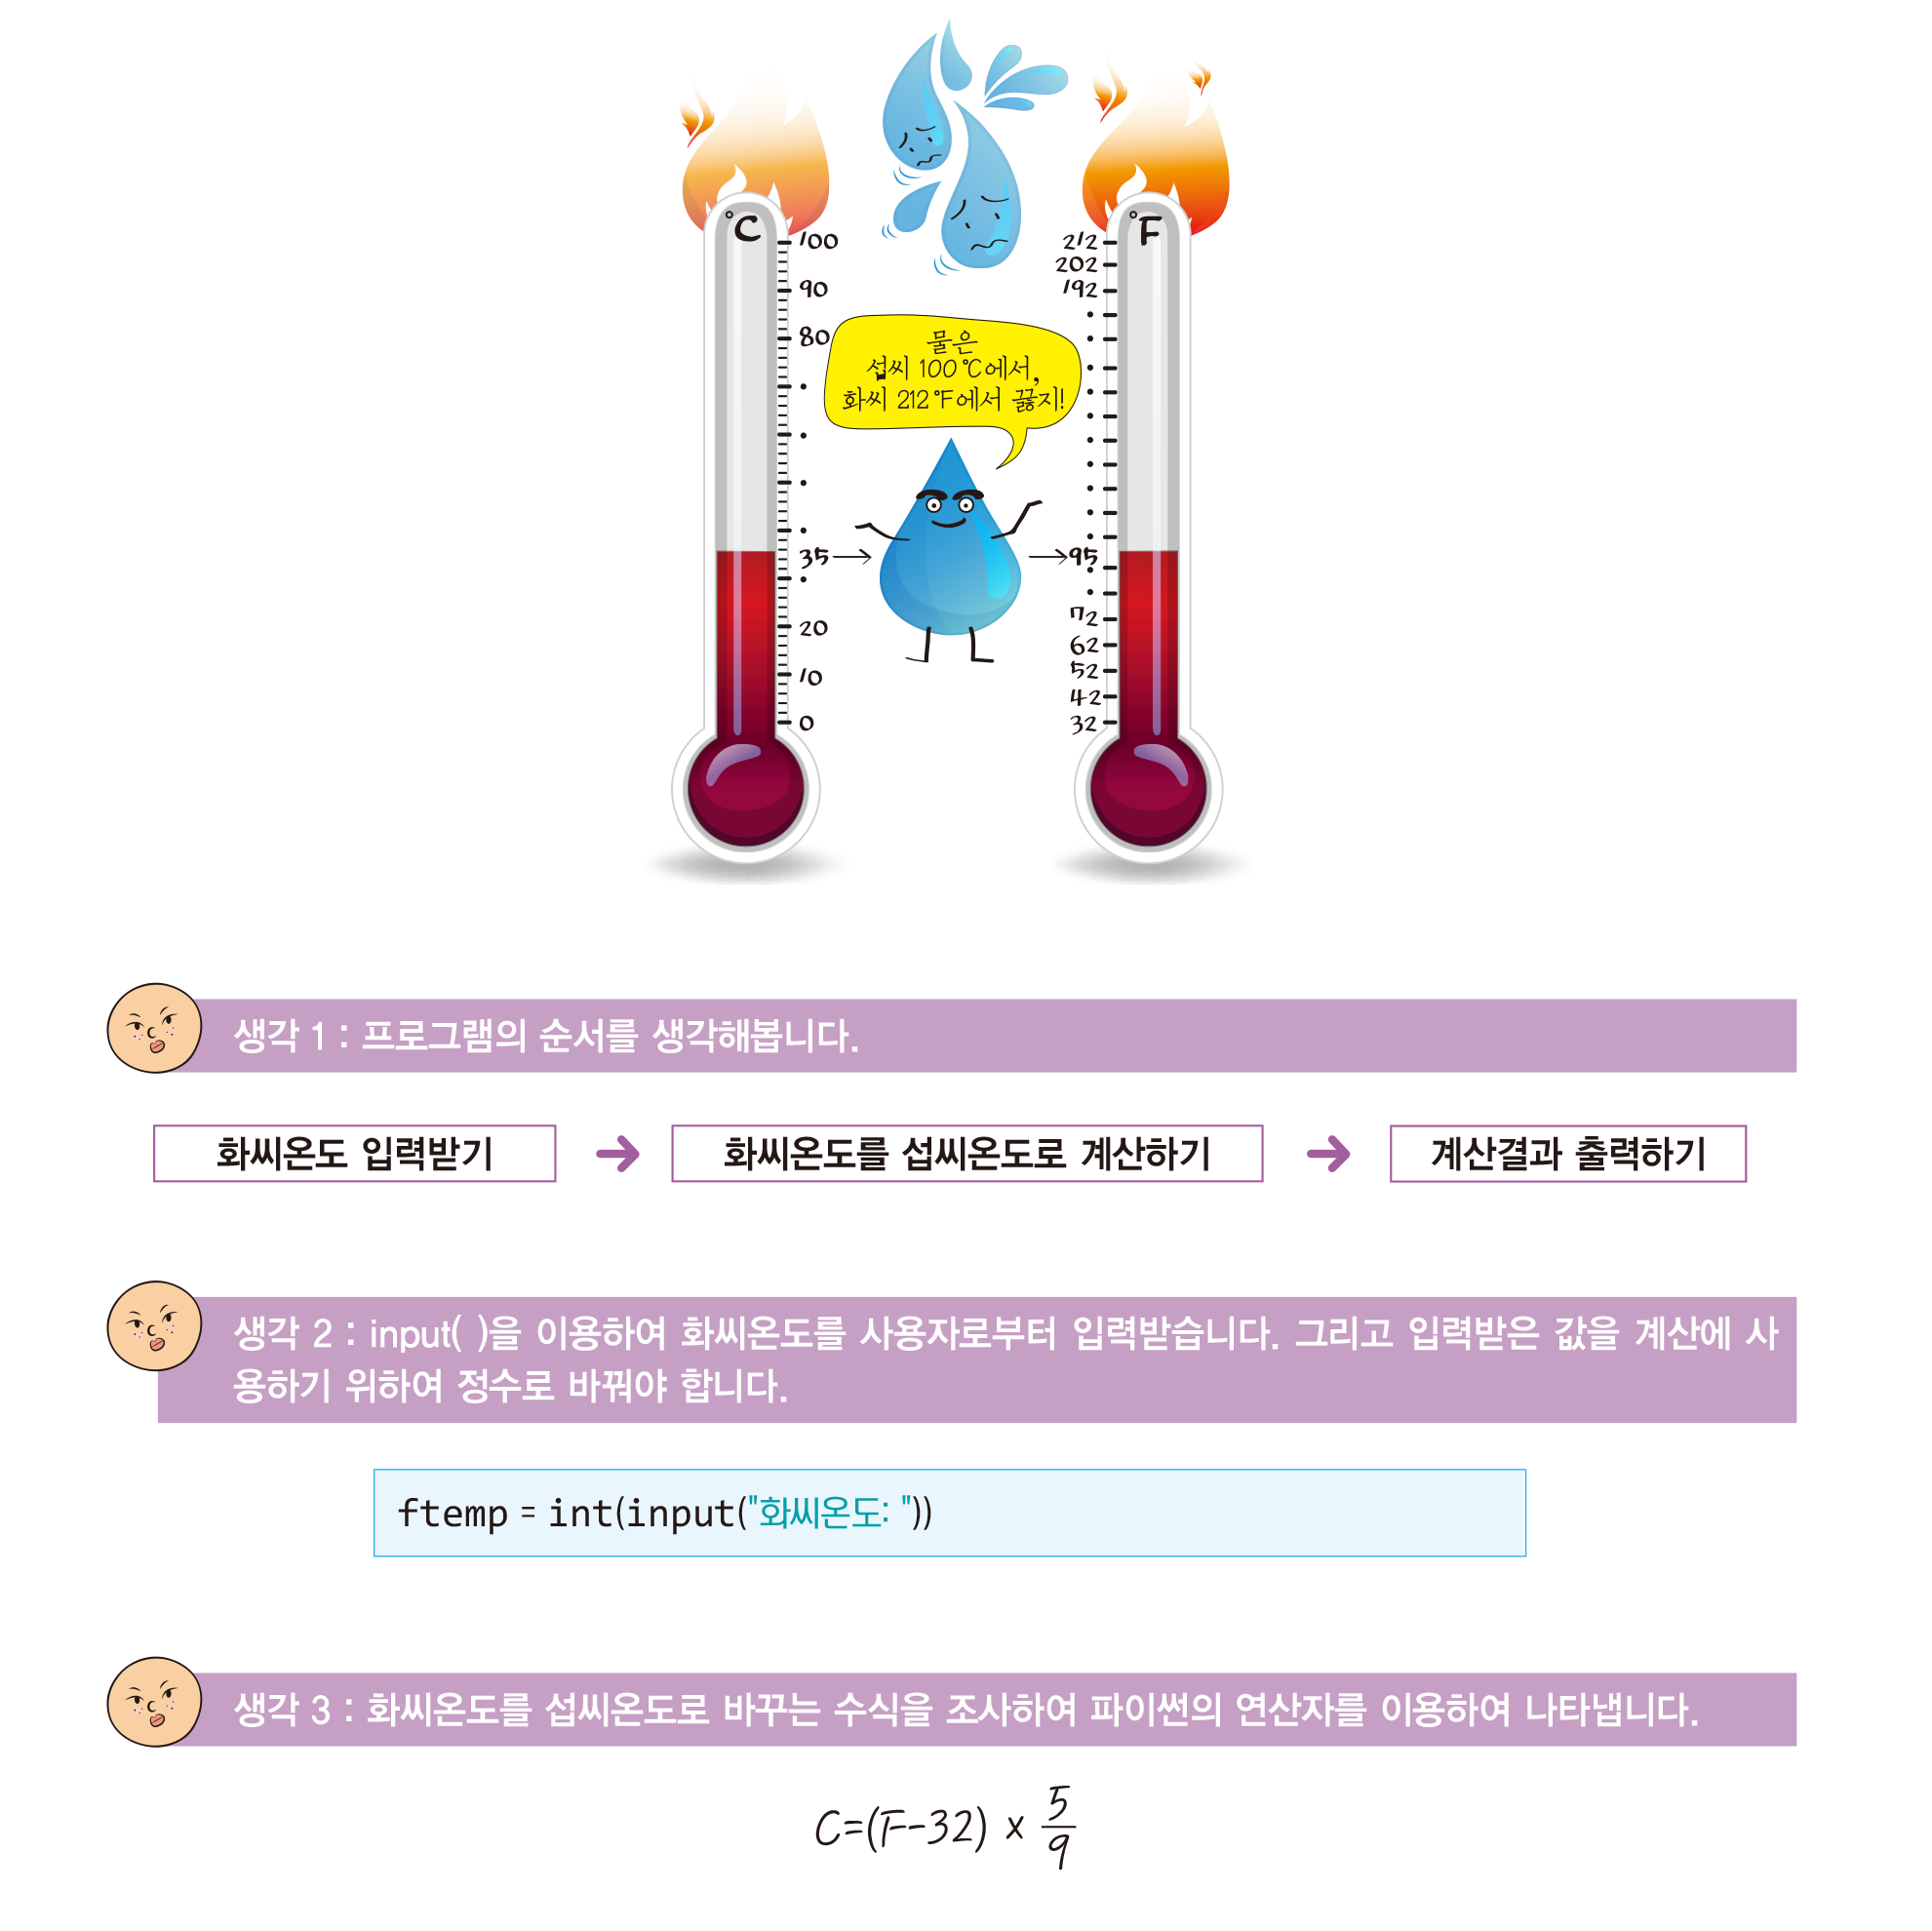 °C
100
90
80
35
20
10
0
물은
섭씨 100℃에서,
화씨 212℉에서 끓지!
°F
212
202
192
95
72
62
52
42
32
생각 1 : 프로그램의 순서를 생각해봅니다.
화씨온도 입력받기 → 화씨온도를 섭씨온도로 계산하기 → 계산결과 출력하기
생각 2 : input( )을 이용하여 화씨온도를 사용자로부터 입력받습니다. 그리고 입력받은 값을 계산에 사
용하기 위하여 정수로 바꿔야 합니다.
ftemp = int(input("화씨온도: "))
생각 3 : 화씨온도를 섭씨온도로 바꾸는 수식을 조사하여 파이썬의 연산자를 이용하여 나타냅니다.
C=(F-32) × 5/9